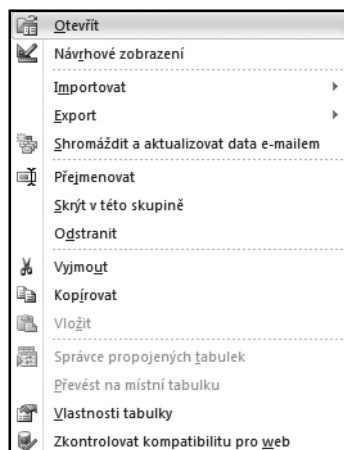 Otevřít
Návrhové zobrazení
Importovat
Export
Shromáždit a aktualizovat data e-mailem
Přejmenovat
Skrýt v této skupině
Odstranit
Vyjmout
Kopírovat
Vložit
Správce propojených tabulek
Převést na místní tabulku
Vlastnosti tabulky
Zkontrolovat kompatibilitu pro web